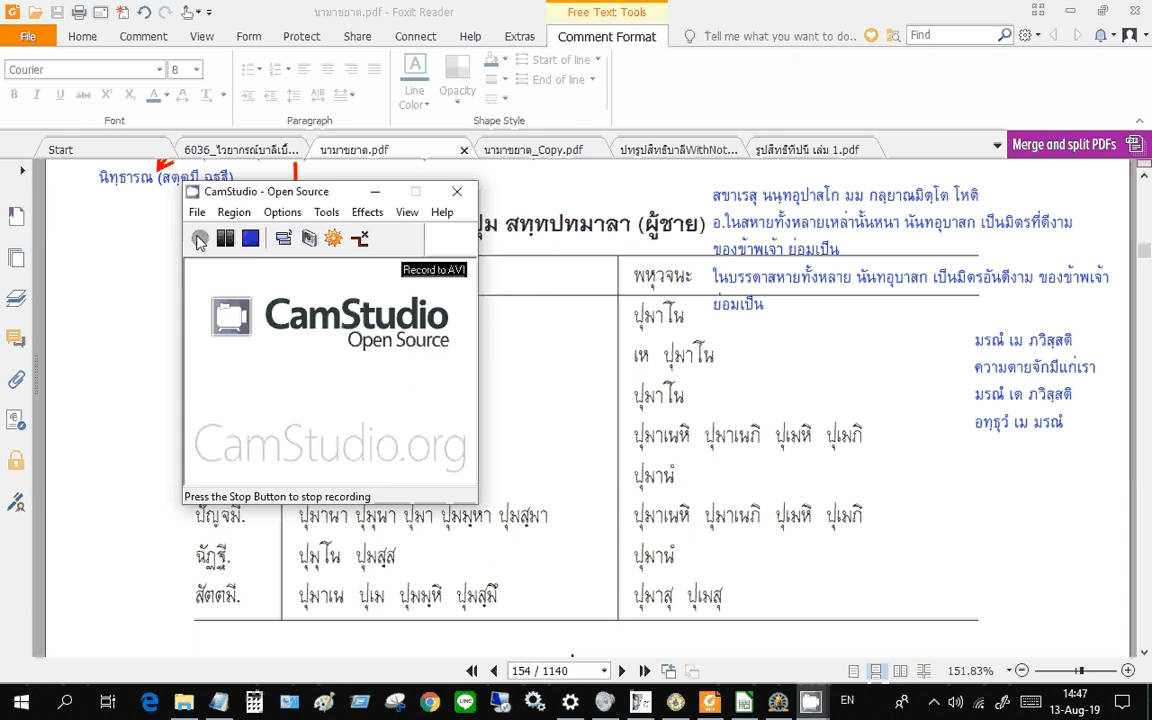 นามาขยาด.pdf - Foxit Reader
Free Text Tools
File Home Comment View Form Protect Share Connect Help Extras Comment Format Tell me what you want to do.. Find
Courier 8
Line Color Opacity Start of line
End of line
Font Paragraph Shape Style
Start 6036_ไวยากรณ์บาลีเบื้... นามาขยาด.pdf นามาขยาด_Copy.pdf ปทรูปสิทธิบาลีWithNot... รูปสิทธิทีปนี เล่ม 1.pdf Merge and split PDFs
นิทฺธารณ (สตฺตมี ฉฏฺฐี)
CamStudio - Open Source
File Region Options Tools Effects View Help
Record to AVI
CamStudio
Open Source
CamStudio.org
Press the Stop Button to stop recording
ปุม สทฺทปทมาลา (ผู้ชาย)
สขาเรสุ นนฺทอุปาสโก มม กลฺยาณมิตฺโต โหติ
อ.ในสหายทั้งหลายเหล่านั้นหนา นันทอุบาสก เป็นมิตรที่ดีงาม
ของข้าพเจ้า ย่อมเป็น
ในบรรดาสหายทั้งหลาย นันทอุบาสก เป็นมิตรอันดีงาม ของข้าพเจ้า
ย่อมเป็น
พหุวจนะ
ปุมาโน
เห ปุมาโน
ปุมาโน
ปุมาเนหิ ปุมาเนภิ ปุเมหิ ปุเมภิ
ปุมานํ
มรณํ เม ภวิสฺสติ
ความตายจักมีแก่เรา
มรณํ เต ภวิสฺสติ
อทฺธุวํ เม มรณํ
ปัญจมี. ปุมานา ปุมุนา ปุมา ปุมมฺหา ปุมสฺมา ปุมาเนหิ ปุมาเนภิ ปุเมหิ ปุเมภิ
ฉัฏฐี. ปุมุโน ปุมสฺส ปุมานํ
สัตตมี. ปุมาเน ปุเม ปุมมฺหิ ปุมสฺมึ ปุมาสุ ปุเมสุ
154 / 1140 151.83%
EN 14:47
13-Aug-19